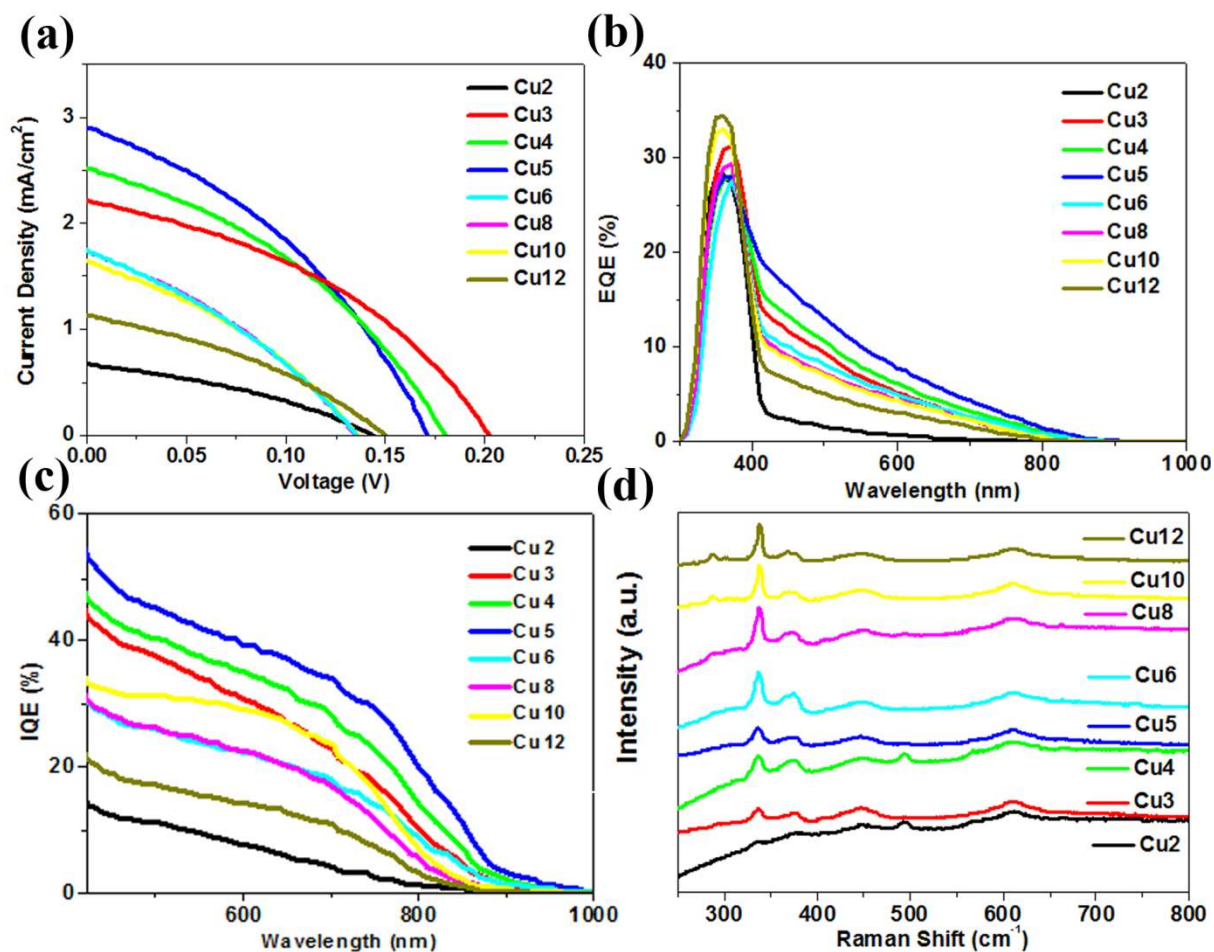 (a)
Current Density (mA/cm²)
3
2
1
0
0.00 0.05 0.10 0.15 0.20 0.25
Voltage (V)
Cu2
Cu3
Cu4
Cu5
Cu6
Cu8
Cu10
Cu12
(b)
EQE (%)
40
30
20
10
0
400 600 800 1000
Wavelength (nm)
Cu2
Cu3
Cu4
Cu5
Cu6
Cu8
Cu10
Cu12
(c)
IQE (%)
60
40
20
0
600 800 1000
Wavelength (nm)
Cu 2
Cu 3
Cu 4
Cu 5
Cu 6
Cu 8
Cu 10
Cu 12
(d)
Intensity (a.u.)
Cu12
Cu10
Cu8
Cu6
Cu5
Cu4
Cu3
Cu2
300 400 500 600 700 800
Raman Shift (cm⁻¹)